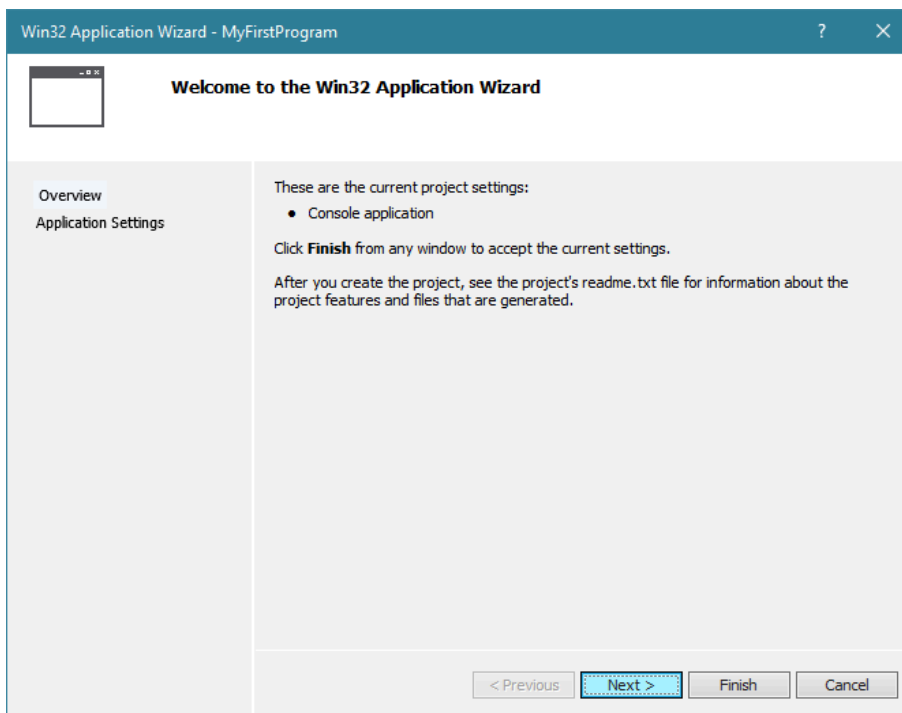 Win32 Application Wizard - MyFirstProgram
Welcome to the Win32 Application Wizard
Overview
Application Settings
These are the current project settings:
• Console application
Click Finish from any window to accept the current settings.
After you create the project, see the project's readme.txt file for information about the
project features and files that are generated.
< Previous
Next >
Finish
Cancel